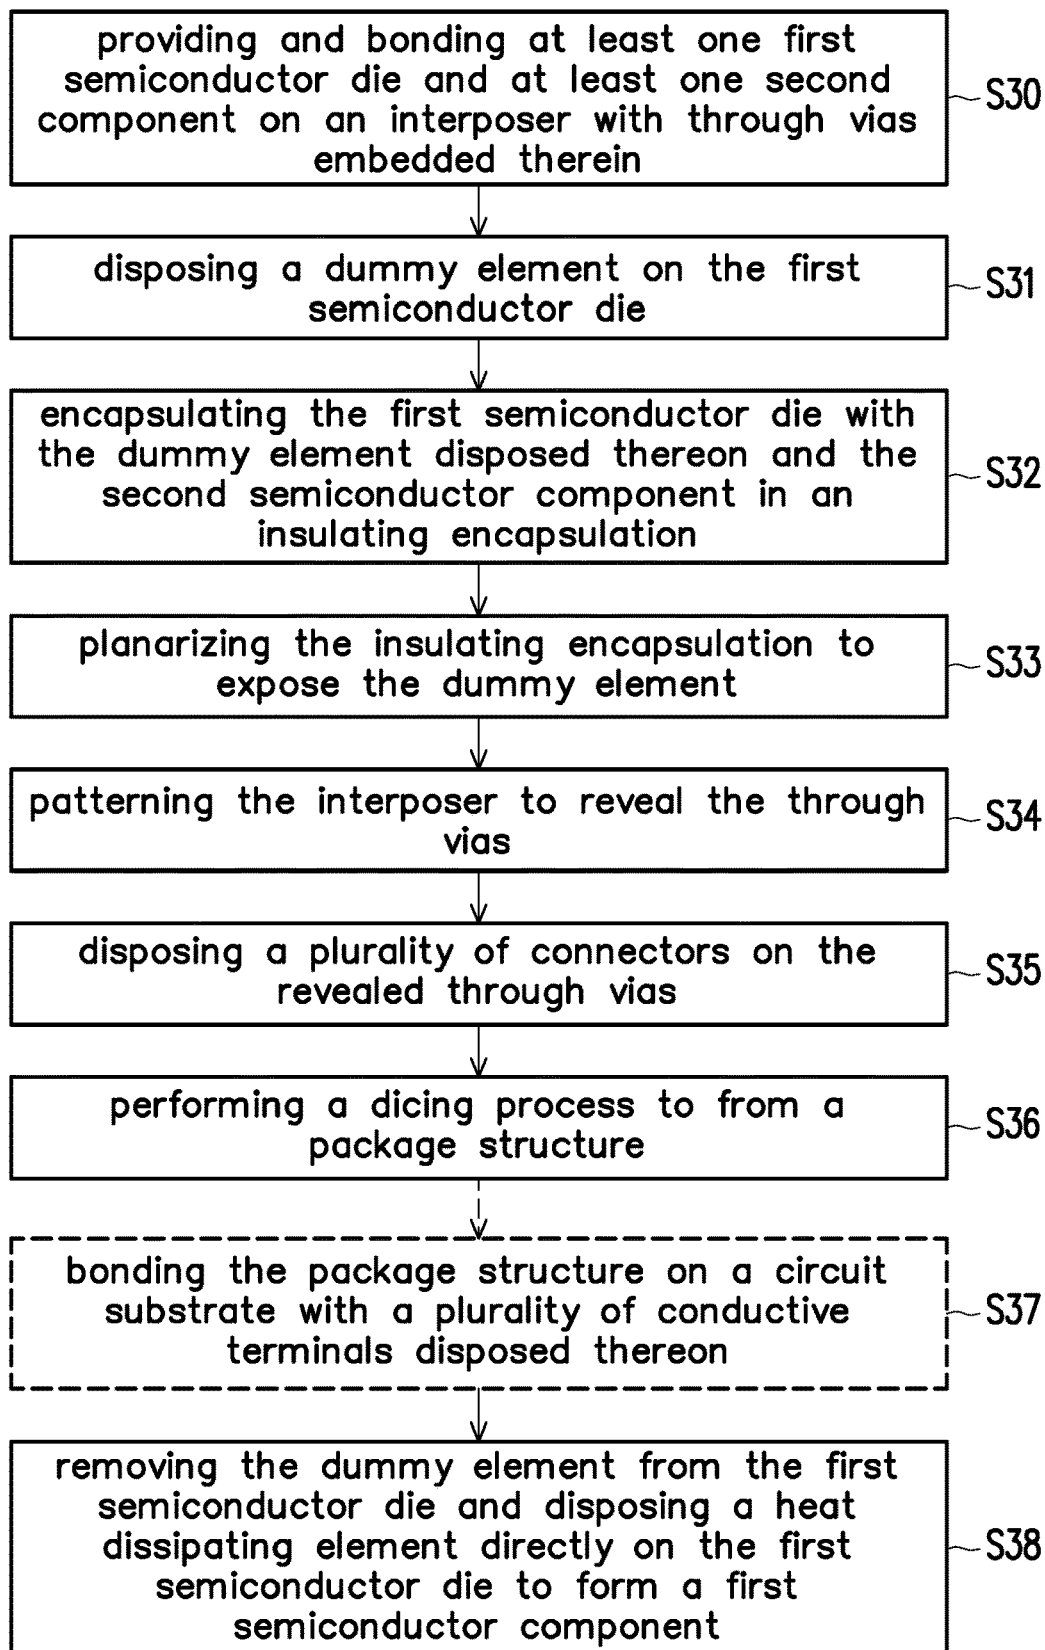 providing and bonding at least one first
semiconductor die and at least one second
component on an interposer with through vias
embedded therein
S30
disposing a dummy element on the first
semiconductor die
S31
encapsulating the first semiconductor die with
the dummy element disposed thereon and the
second semiconductor component in an
insulating encapsulation
S32
planarizing the insulating encapsulation to
expose the dummy element
S33
patterning the interposer to reveal the through
vias
S34
disposing a plurality of connectors on the
revealed through vias
S35
performing a dicing process to from a
package structure
S36
bonding the package structure on a circuit
substrate with a plurality of conductive
terminals disposed thereon
S37
removing the dummy element from the first
semiconductor die and disposing a heat
dissipating element directly on the first
semiconductor die to form a first
semiconductor component
S38